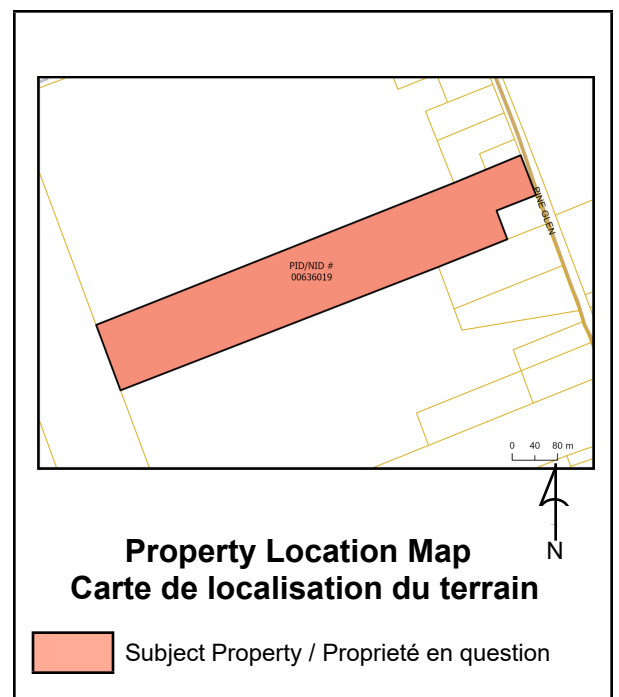 PINE GLEN
PID/NID #
00636019
0 40 80 m
N
Property Location Map
Carte de localisation du terrain
Subject Property / Proprieté en question